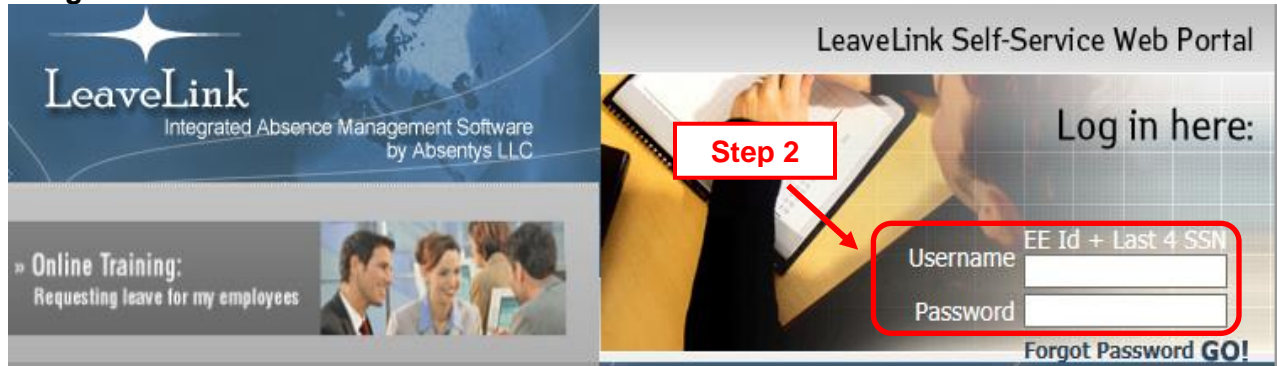 LeaveLink
Integrated Absence Management Software
by Absentys LLC
» Online Training:
Requesting leave for my employees
LeaveLink Self-Service Web Portal
Log in here:
Step 2
EE Id + Last 4 SSN
Username
Password
Forgot Password GO!